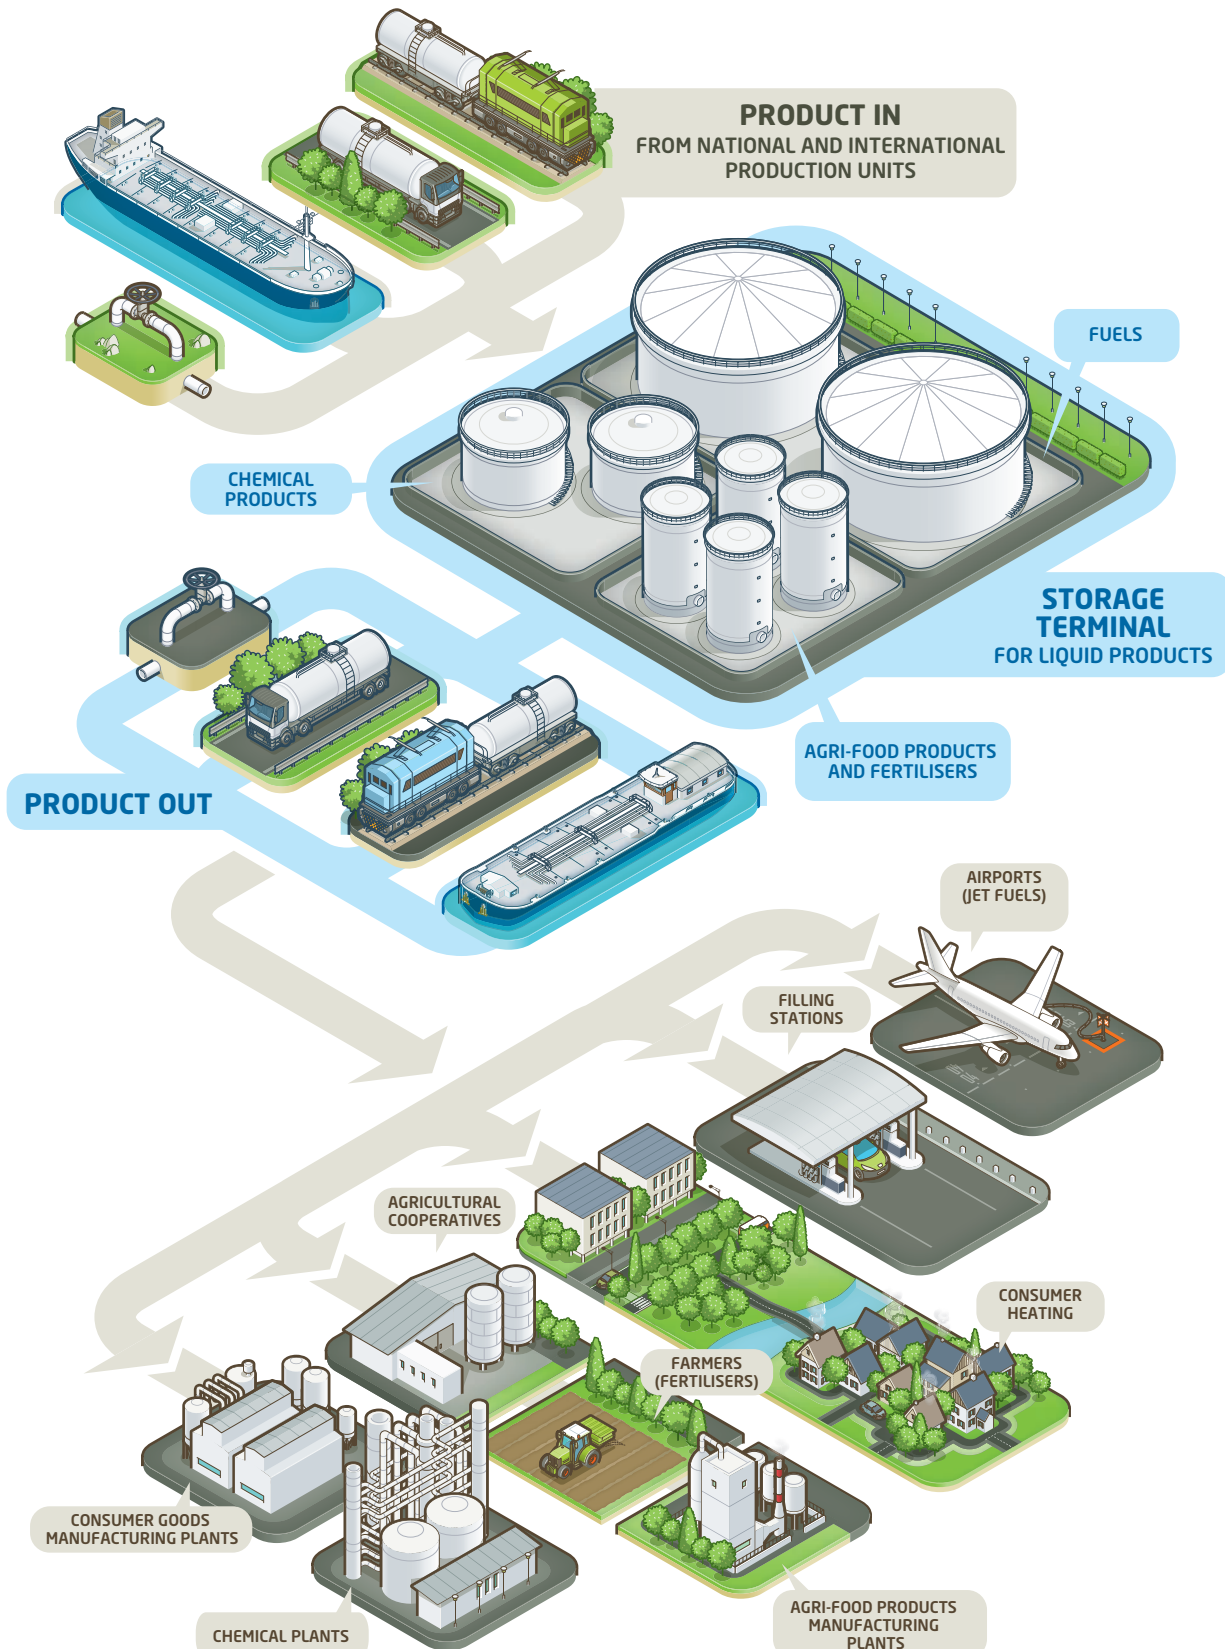 PRODUCT IN
FROM NATIONAL AND INTERNATIONAL
PRODUCTION UNITS
FUELS
CHEMICAL
PRODUCTS
STORAGE
TERMINAL
FOR LIQUID PRODUCTS
AGRI-FOOD PRODUCTS
AND FERTILISERS
PRODUCT OUT
AIRPORTS
(JET FUELS)
FILLING
STATIONS
AGRICULTURAL
COOPERATIVES
CONSUMER
HEATING
FARMERS
(FERTILISERS)
CONSUMER GOODS
MANUFACTURING PLANTS
CHEMICAL PLANTS
AGRI-FOOD PRODUCTS
MANUFACTURING
PLANTS